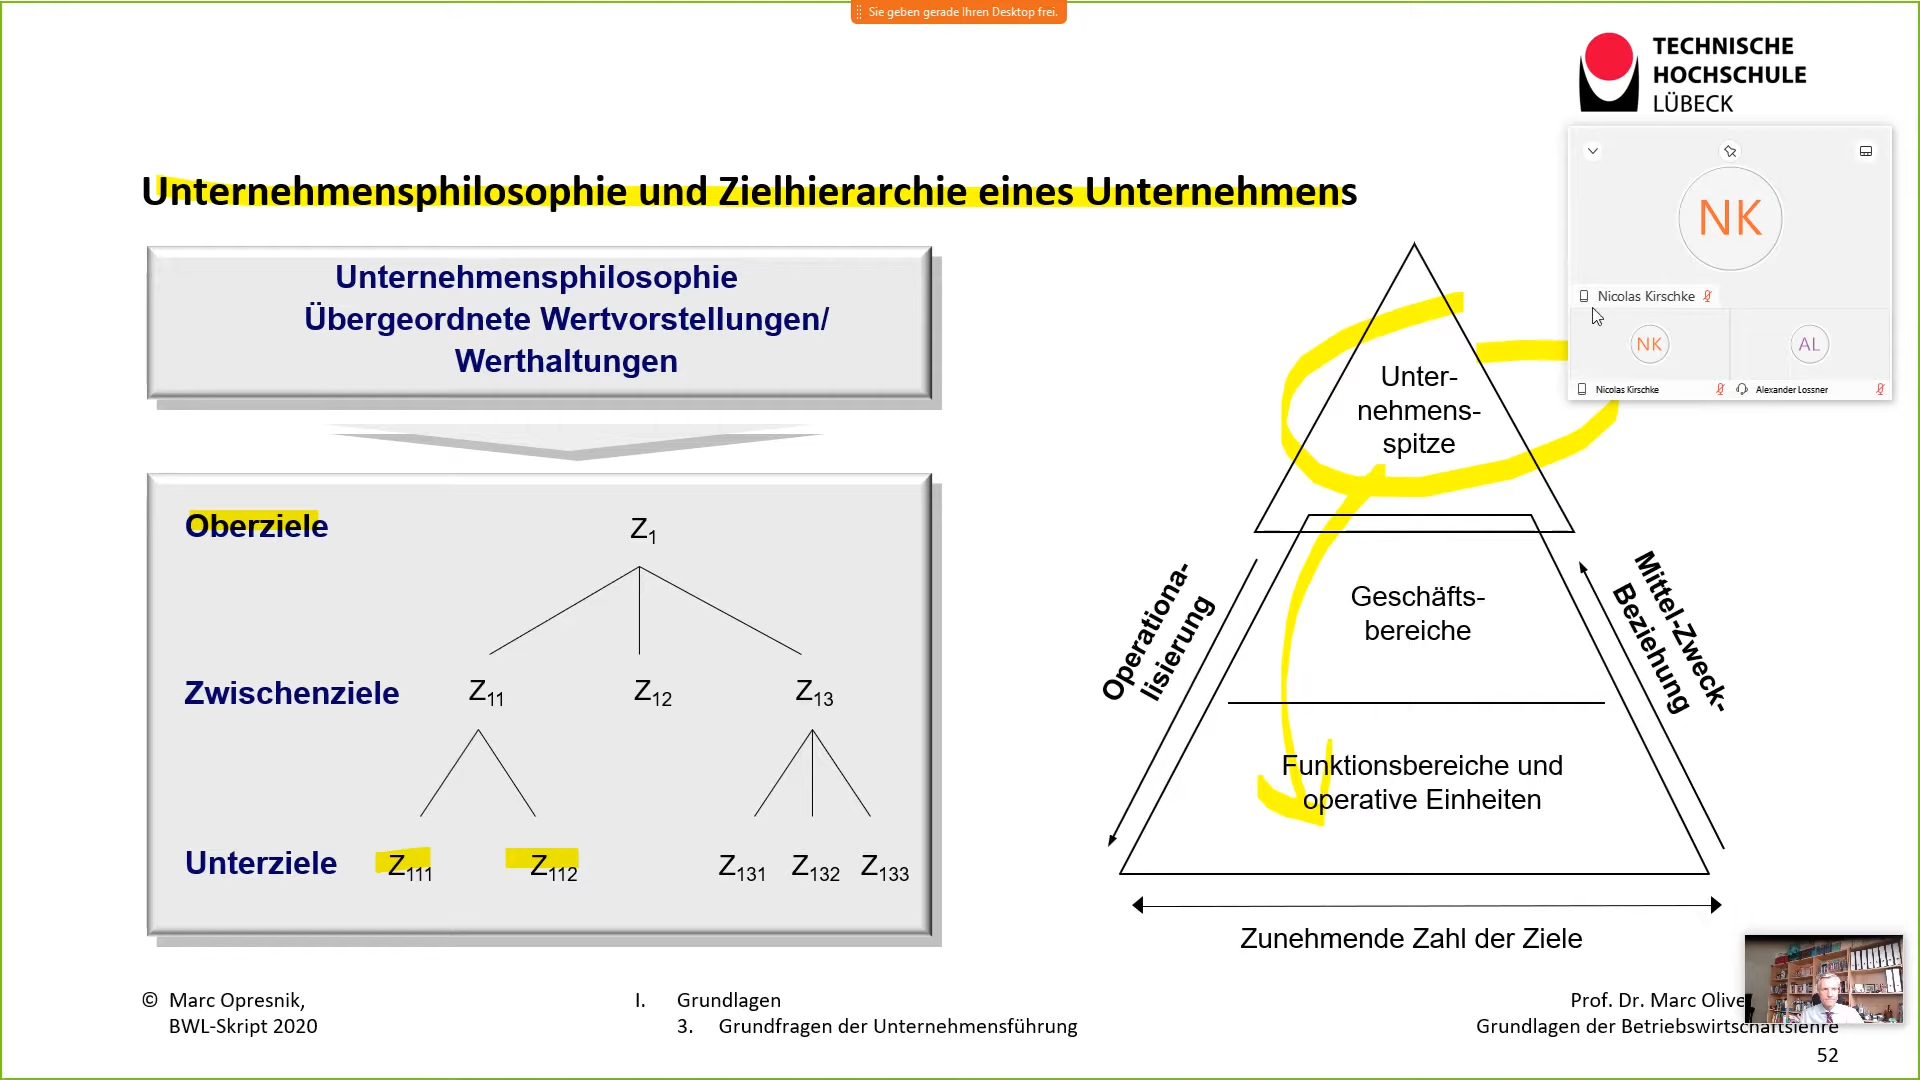 Sie geben gerade Ihren Desktop frei.
TECHNISCHE
HOCHSCHULE
LÜBECK
Unternehmensphilosophie und Zielhierarchie eines Unternehmens
NK
Nicolas Kirschke
NK
AL
Nicolas Kirschke
Alexander Lossner
Unternehmensphilosophie
Übergeordnete Wertvorstellungen/
Werthaltungen
Oberziele
Z1
Zwischenziele
Z11
Z12
Z13
Unterziele
Z111
Z112
Z131
Z132
Z133
Unter-
nehmens-
spitze
Geschäfts-
bereiche
Funktionsbereiche und
operative Einheiten
Operationa-
lisierung
Mittel-Zweck-
Beziehung
Zunehmende Zahl der Ziele
© Marc Opresnik,
BWL-Skript 2020
I. Grundlagen
3. Grundfragen der Unternehmensführung
Prof. Dr. Marc Olive
Grundlagen der Betriebswirtschaftslehre
52